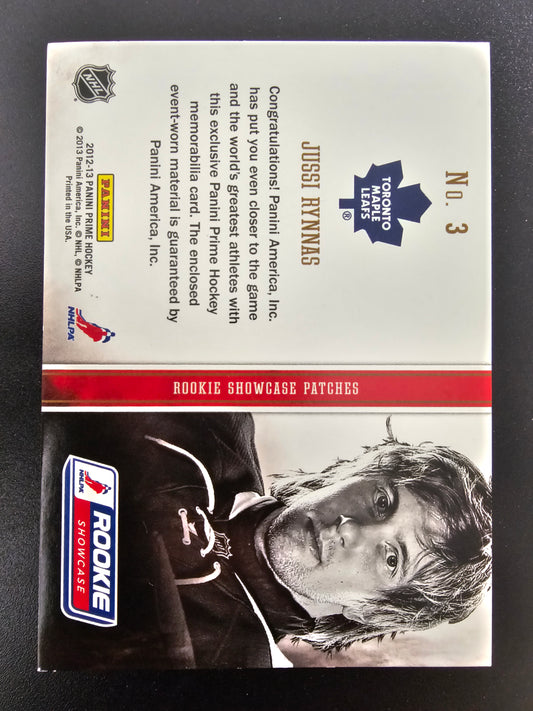 No. 3
TORONTO
MAPLE
LEAFS
®
JUSSI RYNNAS
Congratulations! Panini America, Inc.
has put you even closer to the game
and the world's greatest athletes with
this exclusive Panini Prime Hockey
memorabilia card. The enclosed
event-worn material is guaranteed by
Panini America, Inc.
NHL
PANINI
2012-13 PANINI PRIME HOCKEY
© 2013 Panini America, Inc. © NHL, © NHLPA
Printed in the USA.
NHLPA
ROOKIE SHOWCASE PATCHES
NHL
NHLPA
ROOKIE
SHOWCASE